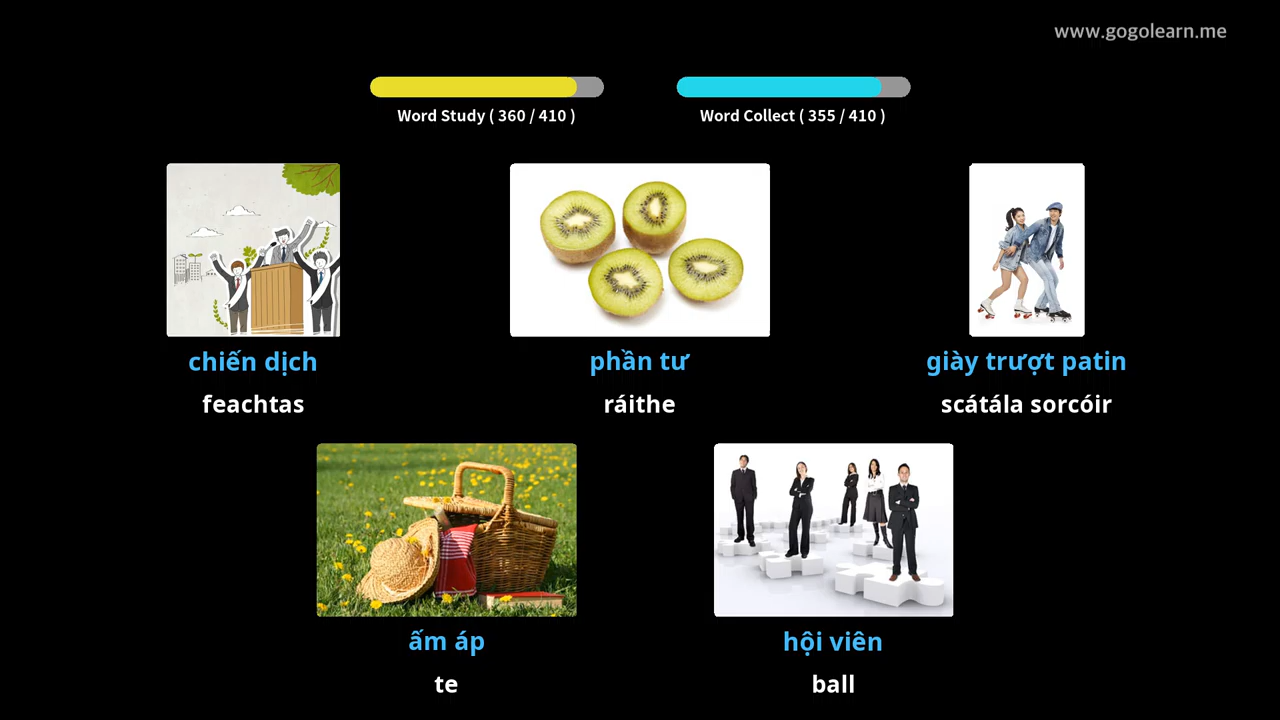 www.gogolearn.me
Word Study ( 360 / 410 )
Word Collect ( 355 / 410 )
chiến dịch
feachtas
phần tư
ráithe
giày trượt patin
scátála sorcóir
ấm áp
te
hội viên
ball